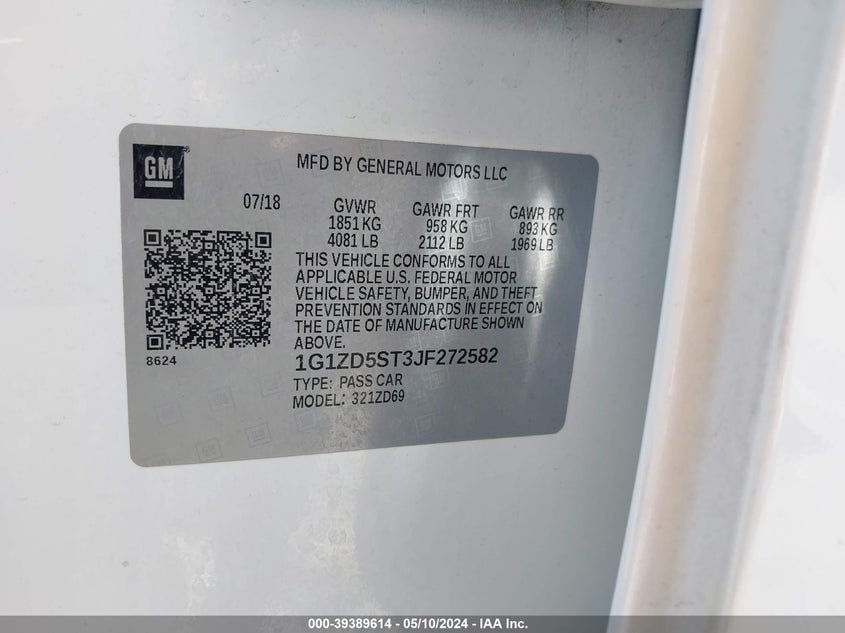 GM
MFD BY GENERAL MOTORS LLC
07/18
GVWR GAWR FRT GAWR RR
1851 KG 958 KG 893 KG
4081 LB 2112 LB 1969 LB
THIS VEHICLE CONFORMS TO ALL
APPLICABLE U.S. FEDERAL MOTOR
VEHICLE SAFETY, BUMPER, AND THEFT
PREVENTION STANDARDS IN EFFECT ON
THE DATE OF MANUFACTURE SHOWN
ABOVE.
8624
1G1ZD5ST3JF272582
TYPE: PASS CAR
MODEL: 321ZD69
000-39389614 - 05/10/2024 - IAA Inc.